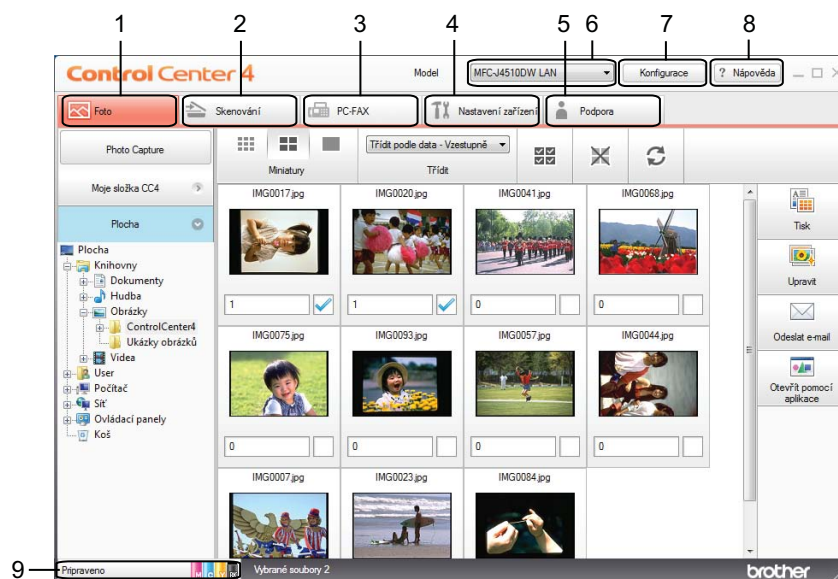 1 2 3 4 5 6 7 8
Control Center 4
Model
MFC-J4510DW LAN
Konfigurace
? Nápověda
Foto
Skenování
PC-FAX
Nastavení zařízení
Podpora
Photo Capture
Moje složka CC4
Plocha
Miniatury
Třídit podle data - Vzestupně
Třídit
Plocha
Knihovny
Dokumenty
Hudba
Obrázky
ControlCenter4
Ukázky obrázků
Videa
User
Počítač
Síť
Ovládací panely
Koš
IMG0017.jpg IMG0020.jpg IMG0041.jpg IMG0068.jpg
1 1 0 0
IMG0075.jpg IMG0093.jpg IMG0057.jpg IMG0044.jpg
0 0 0 0
IMG0007.jpg IMG0023.jpg IMG0084.jpg
Tisk
Upravit
Odeslat e-mail
Otevřít pomocí
aplikace
9
Připraveno
M C Y BK
Vybrané soubory 2
brother